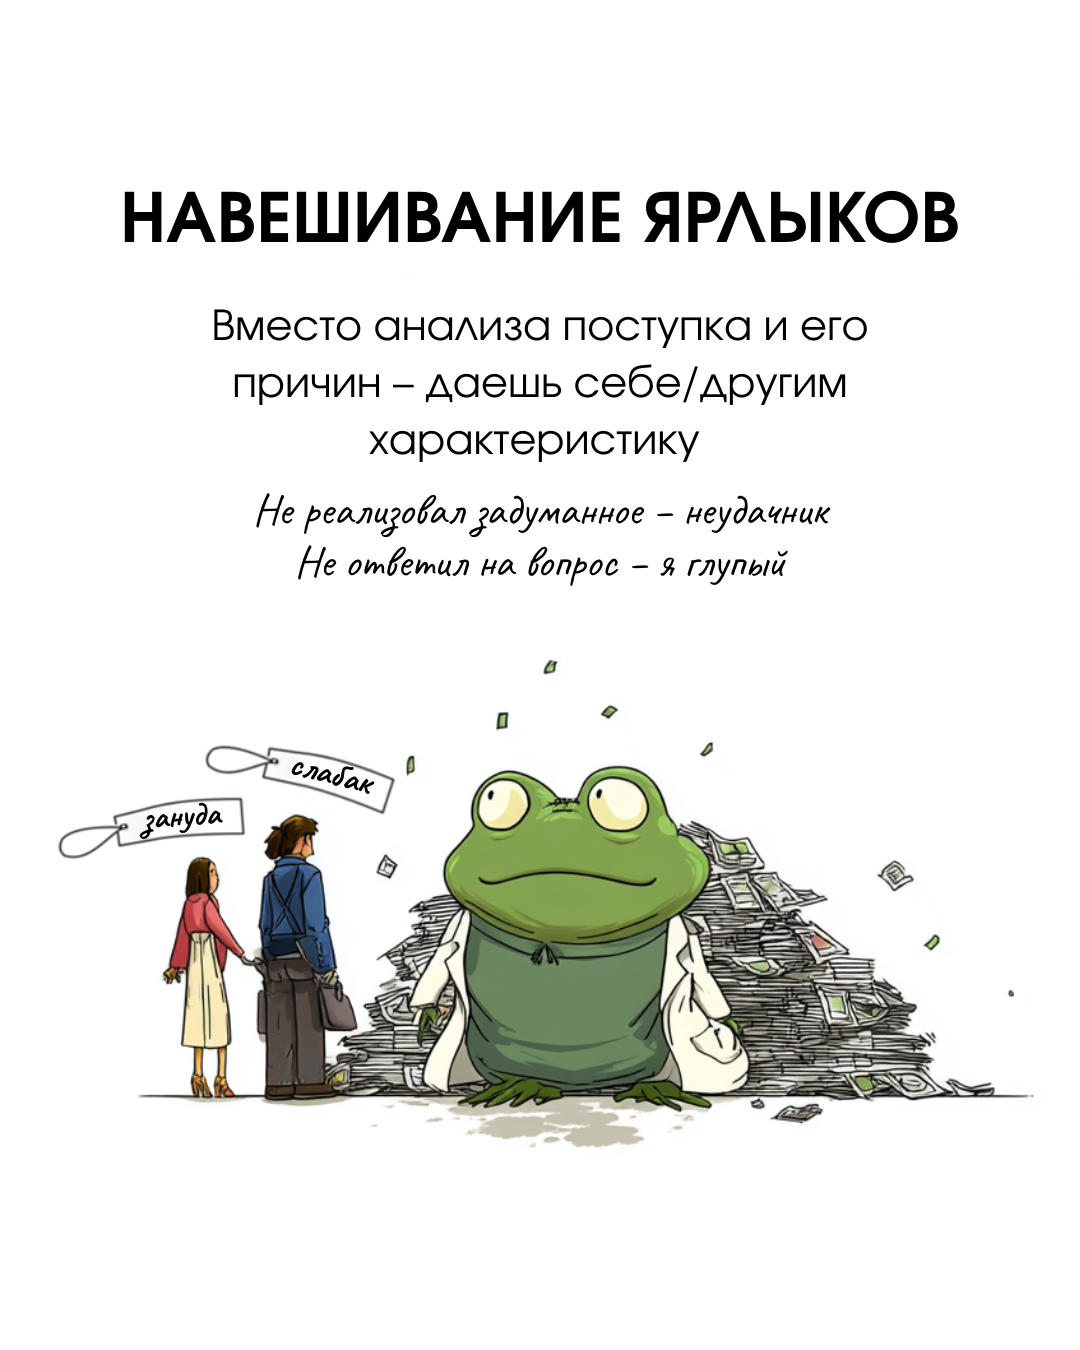 НАВЕШИВАНИЕ ЯРЛЫКОВ
Вместо анализа поступка и его
причин – даешь себе/другим
характеристику
Не реализовал задуманное – неудачник
Не ответил на вопрос – я глупый
слабак
зануда